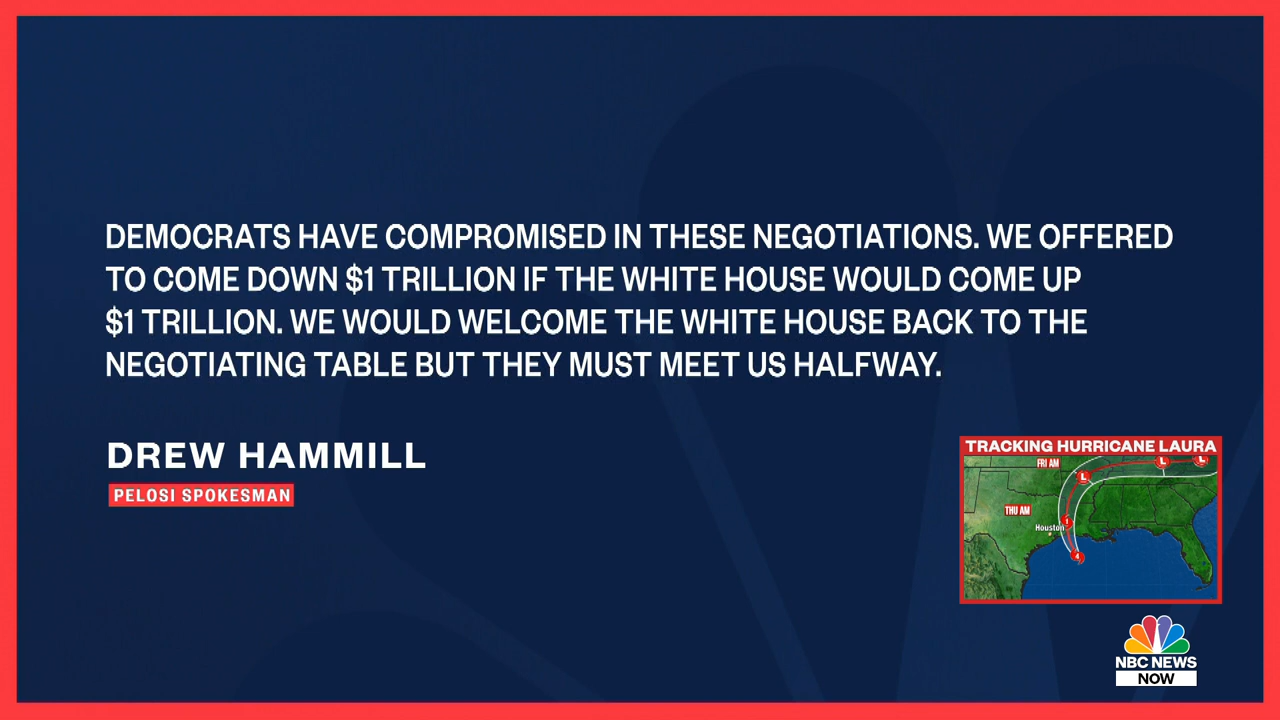 DEMOCRATS HAVE COMPROMISED IN THESE NEGOTIATIONS. WE OFFERED
TO COME DOWN $1 TRILLION IF THE WHITE HOUSE WOULD COME UP
$1 TRILLION. WE WOULD WELCOME THE WHITE HOUSE BACK TO THE
NEGOTIATING TABLE BUT THEY MUST MEET US HALFWAY.
DREW HAMMILL
PELOSI SPOKESMAN
TRACKING HURRICANE LAURA
FRI AM
L
L
L
THU AM
Houston
1
4
NBC NEWS
NOW